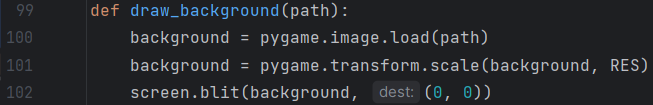 99 def draw_background(path):
100 background = pygame.image.load(path)
101 background = pygame.transform.scale(background, RES)
102 screen.blit(background, dest: (0, 0))